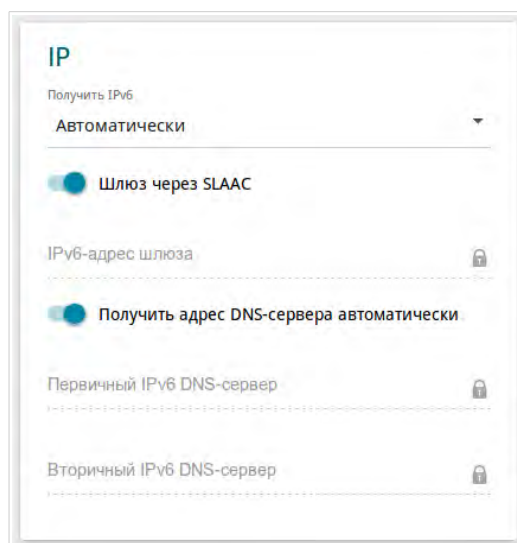 IP
Получить IPv6
Автоматически
Шлюз через SLAAC
IPv6-адрес шлюза
Получить адрес DNS-сервера автоматически
Первичный IPv6 DNS-сервер
Вторичный IPv6 DNS-сервер